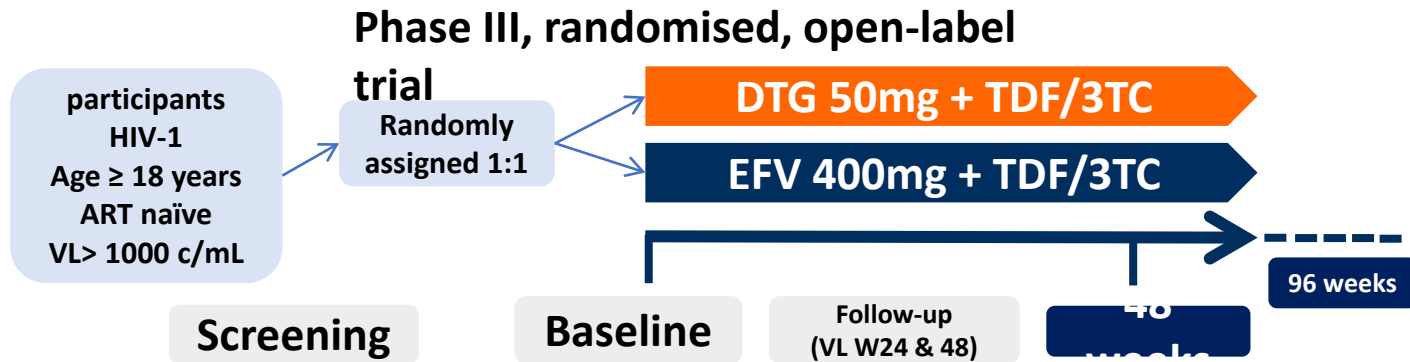 Phase III, randomised, open-label
trial
participants
HIV-1
Age ≥ 18 years
ART naïve
VL> 1000 c/mL
Randomly
assigned 1:1
DTG 50mg + TDF/3TC
EFV 400mg + TDF/3TC
Screening
Baseline
Follow-up
(VL W24 & 48)
48
weeks
96 weeks